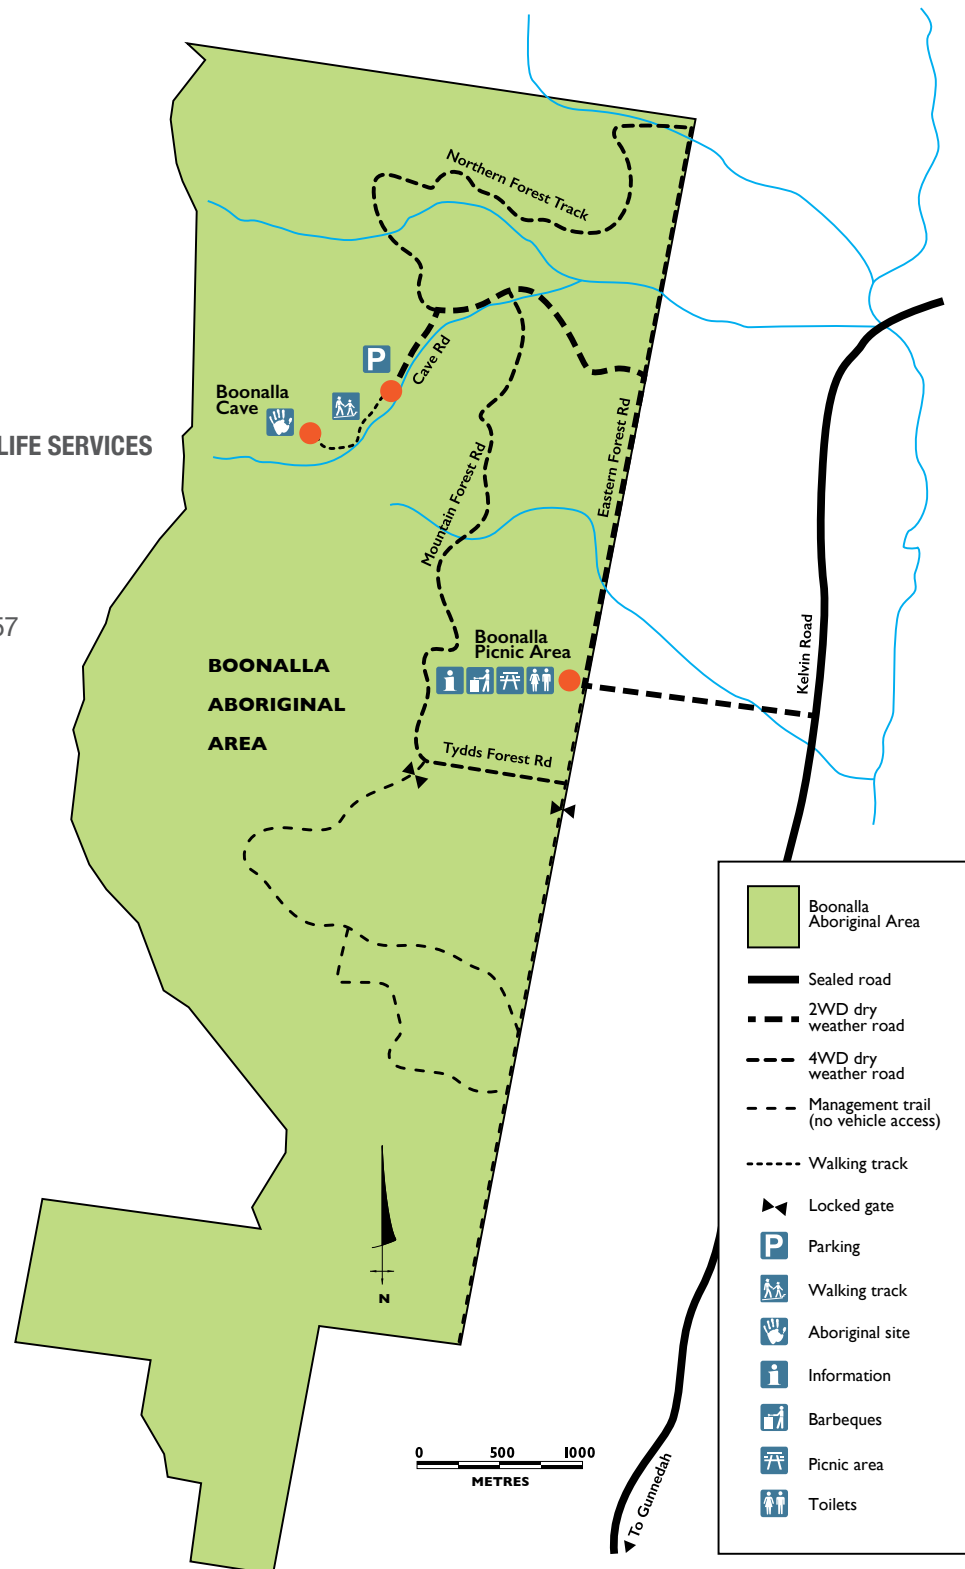 Northern Forest Track
P
Cave Rd
Boonalla
Cave
LIFE SERVICES
Mountain Forest Rd
Eastern Forest Rd
57
Boonalla
Picnic Area
Kelvin Road
BOONALLA
ABORIGINAL
AREA
Tydds Forest Rd
N
0 500 1000
METRES
To Gunnedah
Boonalla
Aboriginal Area
Sealed road
2WD dry
weather road
4WD dry
weather road
Management trail
(no vehicle access)
Walking track
Locked gate
P Parking
Walking track
Aboriginal site
i Information
Barbeques
Picnic area
Toilets